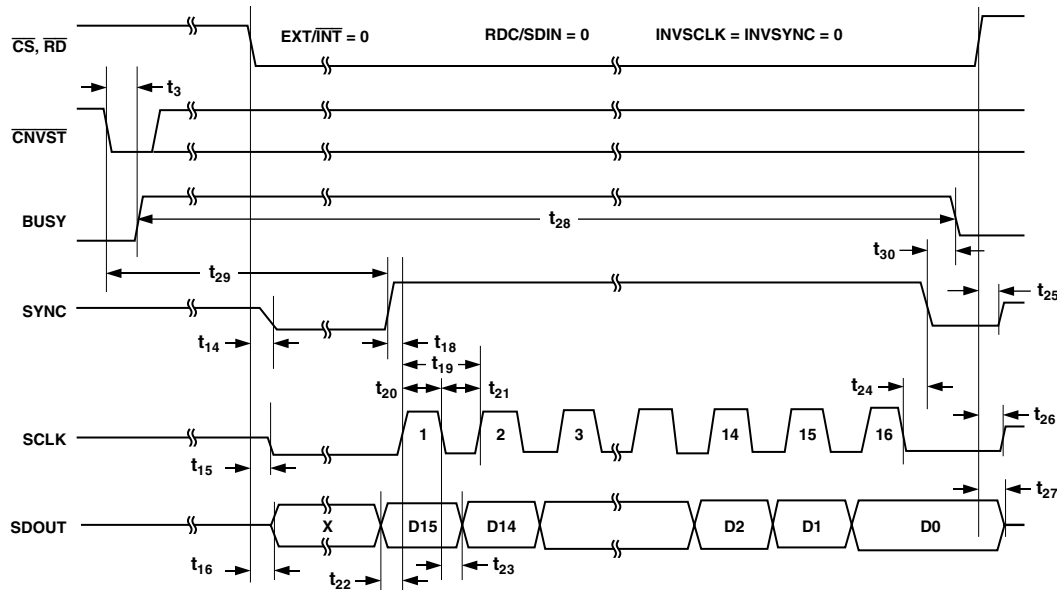 CS, RD
EXT/INT = 0 RDC/SDIN = 0 INVSCLK = INVSYNC = 0
t3
CNVST
BUSY
t28
t30
t29
t25
SYNC
t14
t18
t19
t20 t21
t24
t26
SCLK
1 2 3 14 15 16
t15
t27
SDOUT
X D15 D14 D2 D1 D0
t16
t22
t23